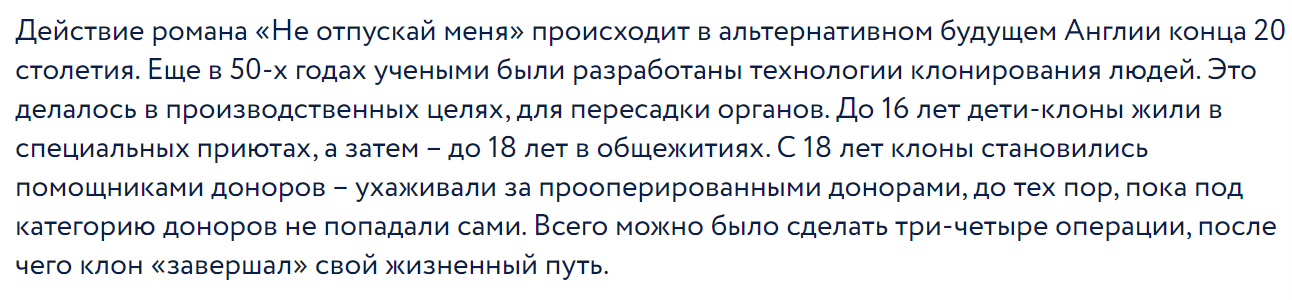 Действие романа «Не отпускай меня» происходит в альтернативном будущем Англии конца 20
столетия. Еще в 50-х годах учеными были разработаны технологии клонирования людей. Это
делалось в производственных целях, для пересадки органов. До 16 лет дети-клоны жили в
специальных приютах, а затем – до 18 лет в общежитиях. С 18 лет клоны становились
помощниками доноров – ухаживали за прооперированными донорами, до тех пор, пока под
категорию доноров не попадали сами. Всего можно было сделать три-четыре операции, после
чего клон «завершал» свой жизненный путь.